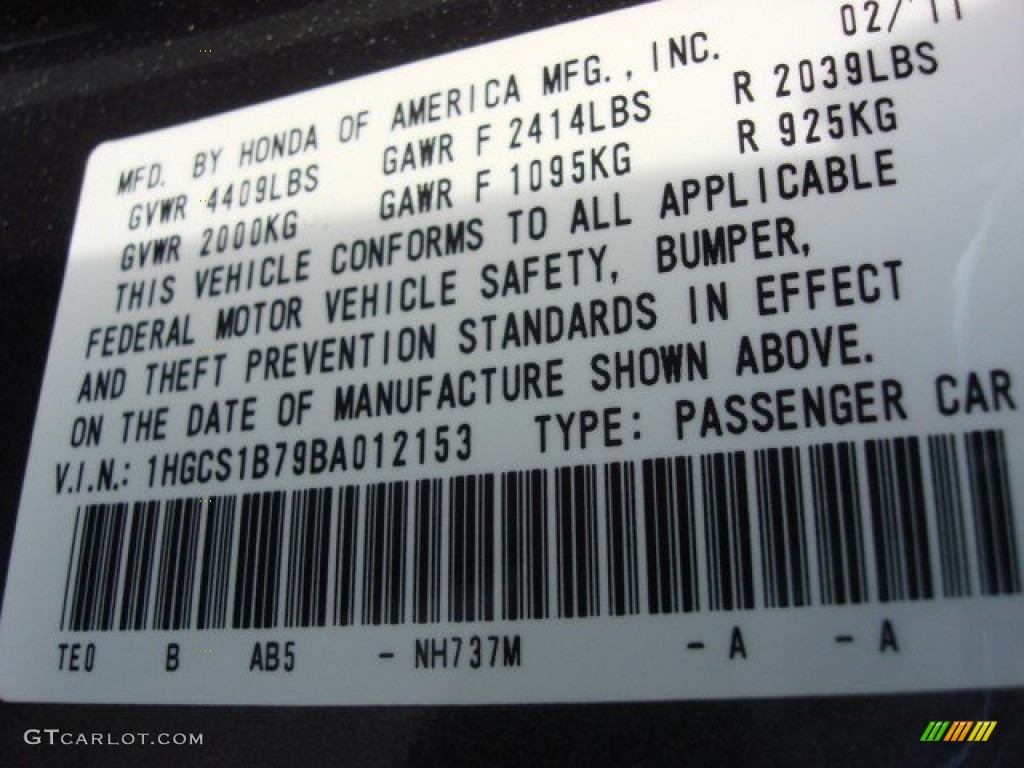 02/11
MFD. BY HONDA OF AMERICA MFG., INC.
GVWR 4409LBS GAWR F 2414LBS R 2039LBS
GVWR 2000KG GAWR F 1095KG R 925KG
THIS VEHICLE CONFORMS TO ALL APPLICABLE
FEDERAL MOTOR VEHICLE SAFETY, BUMPER,
AND THEFT PREVENTION STANDARDS IN EFFECT
ON THE DATE OF MANUFACTURE SHOWN ABOVE.
V.I.N.: 1HGCS1B79BA012153 TYPE: PASSENGER CAR
TE0 B AB5 - NH737M - A - A
GTCARLOT.COM